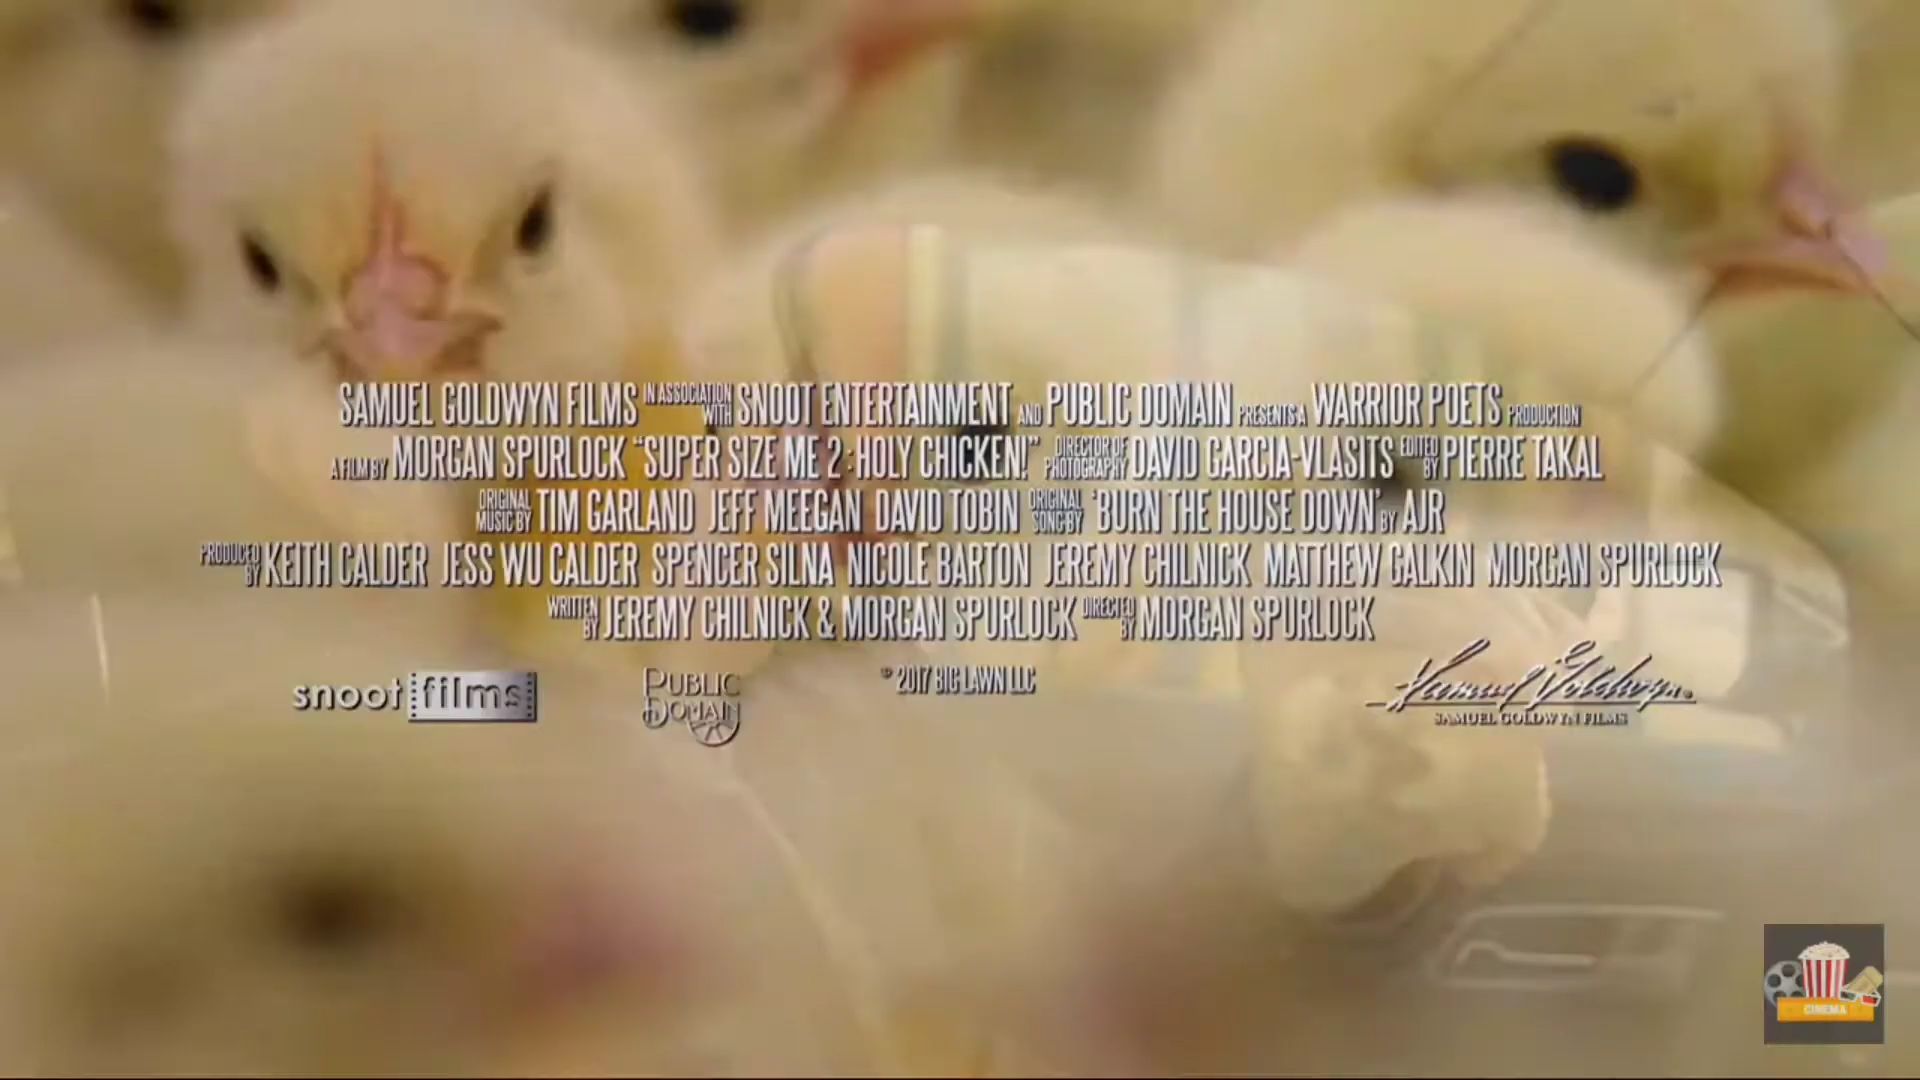 SAMUEL GOLDWYN FILMS IN ASSOCIATION WITH SNOOT ENTERTAINMENT AND PUBLIC DOMAIN PRESENTS A WARRIOR POETS PRODUCTION
A FILM BY MORGAN SPURLOCK "SUPER SIZE ME 2: HOLY CHICKEN!" DIRECTOR OF PHOTOGRAPHY DAVID GARCIA-VLASITS EDITED BY PIERRE TAKAL
ORIGINAL MUSIC BY TIM GARLAND JEFF MEEGAN DAVID TOBIN ORIGINAL SONG BY 'BURN THE HOUSE DOWN' BY AJR
PRODUCED BY KEITH CALDER JESS WU CALDER SPENCER SILNA NICOLE BARTON JEREMY CHILNICK MATTHEW GALKIN MORGAN SPURLOCK
WRITTEN BY JEREMY CHILNICK & MORGAN SPURLOCK DIRECTED BY MORGAN SPURLOCK
snoot films
PUBLIC DOMAIN
© 2017 BIG LAWN LLC
Samuel Goldwyn
SAMUEL GOLDWYN FILMS
CINEMA